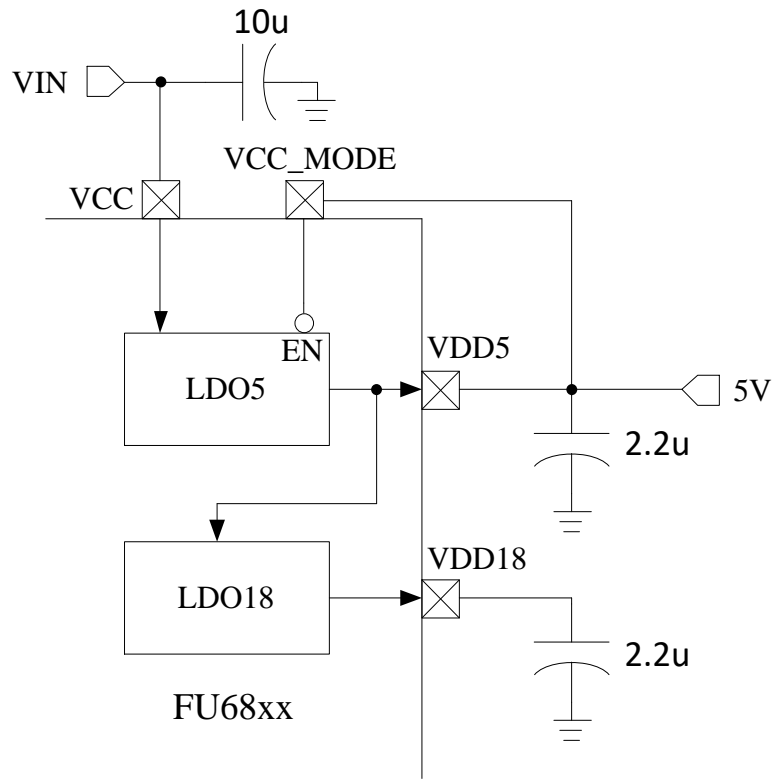 10u
VIN
VCC_MODE
VCC
EN
VDD5
LDO5
5V
2.2u
VDD18
LDO18
2.2u
FU68xx